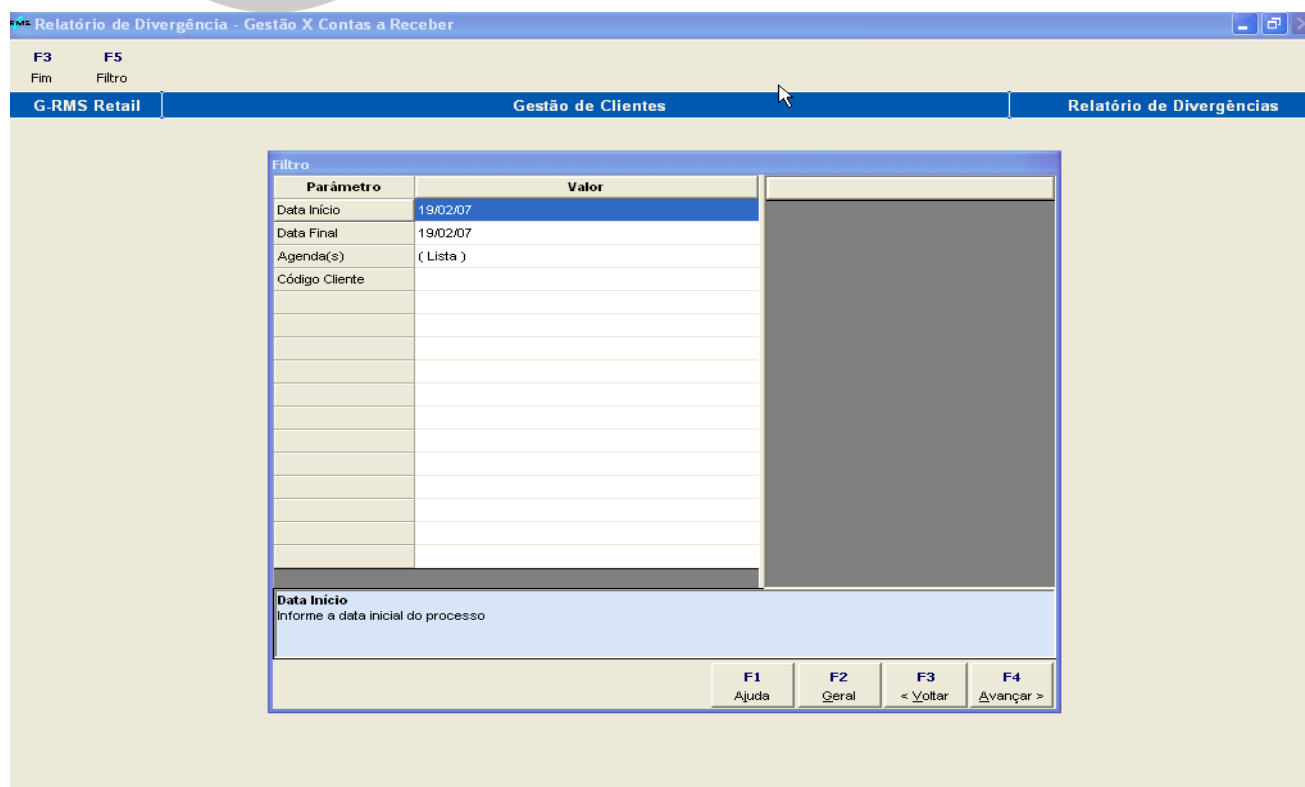 RMS Relatório de Divergência - Gestão X Contas a Receber
F3 F5
Fim Filtro
G-RMS Retail Gestão de Clientes Relatório de Divergências
Filtro
Parâmetro Valor
Data Início 19/02/07
Data Final 19/02/07
Agenda(s) ( Lista )
Código Cliente
Data Início
Informe a data inicial do processo
F1 F2 F3 F4
Ajuda Geral < Voltar Avançar >